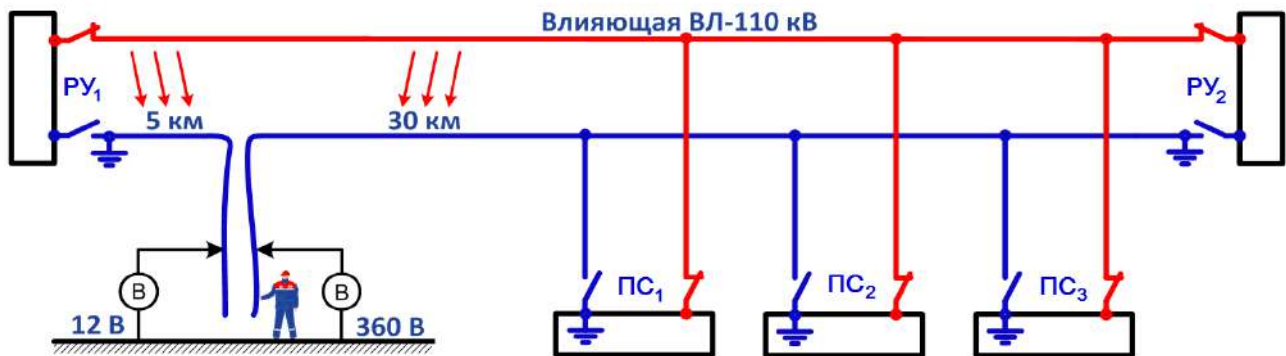 Влияющая ВЛ-110 кВ
РУ₁
5 км
30 км
РУ₂
В
В
12 В
360 В
ПС₁
ПС₂
ПС₃